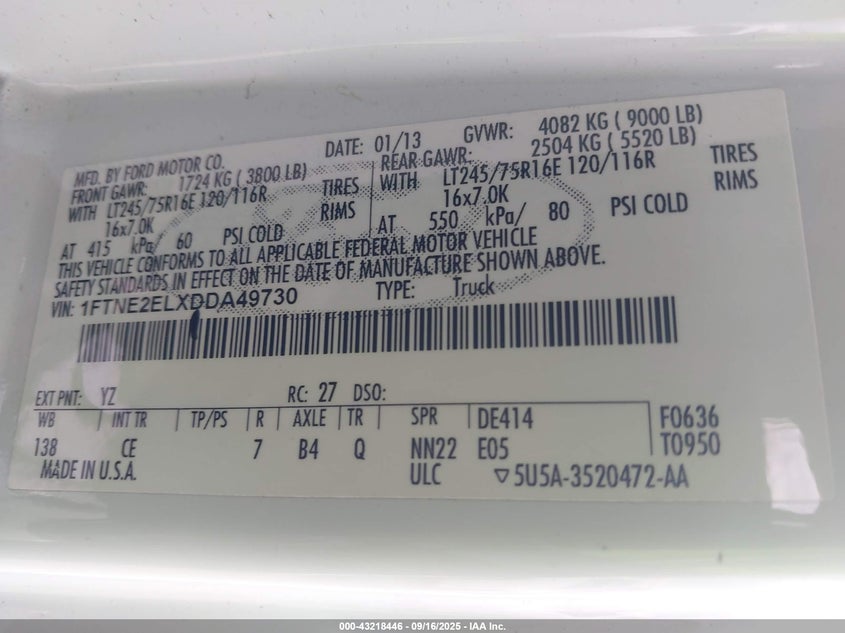 MFD. BY FORD MOTOR CO. DATE: 01/13 GVWR: 4082 KG ( 9000 LB)
FRONT GAWR: 1724 KG ( 3800 LB) REAR GAWR: 2504 KG ( 5520 LB)
WITH LT245/75R16E 120/116R TIRES WITH LT245/75R16E 120/116R TIRES
16x7.0K RIMS 16x7.0K RIMS
AT 415 kPa/ 60 PSI COLD AT 550 kPa/ 80 PSI COLD
THIS VEHICLE CONFORMS TO ALL APPLICABLE FEDERAL MOTOR VEHICLE
SAFETY STANDARDS IN EFFECT ON THE DATE OF MANUFACTURE SHOWN ABOVE.
VIN: 1FTNE2ELXDDA49730 TYPE: Truck
EXT PNT: YZ RC: 27 DSO:
WB INT TR TP/PS R AXLE TR SPR DE414 F0636
138 CE 7 B4 Q NN22 E05 T0950
MADE IN U.S.A. ULC ▽5U5A-3520472-AA
000-43218446 - 09/16/2025 - IAA Inc.